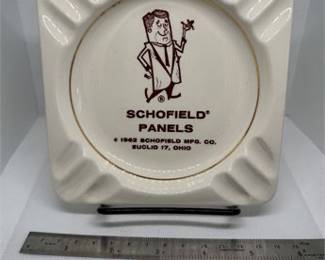 SCHOFIELD®
PANELS
© 1962 SCHOFIELD MFG. CO.
EUCLID 17, OHIO